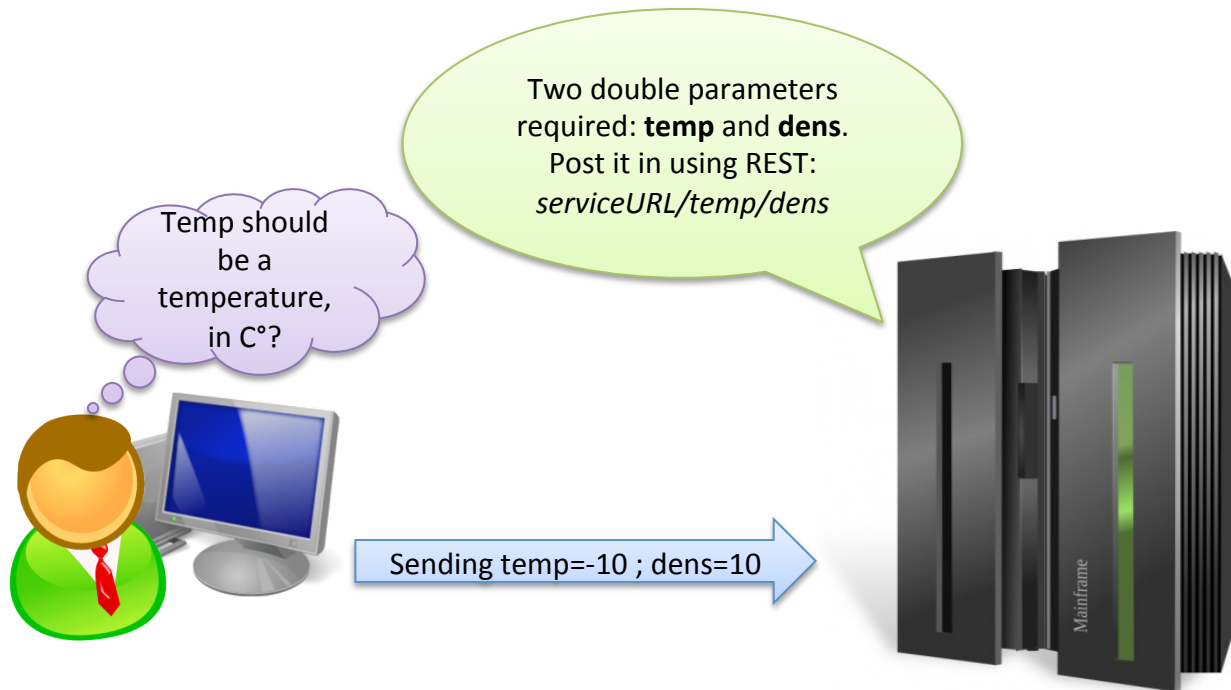 Two double parameters
required: temp and dens.
Post it in using REST:
serviceURL/temp/dens
Temp should
be a
temperature,
in C°?
Sending temp=-10 ; dens=10
Mainframe